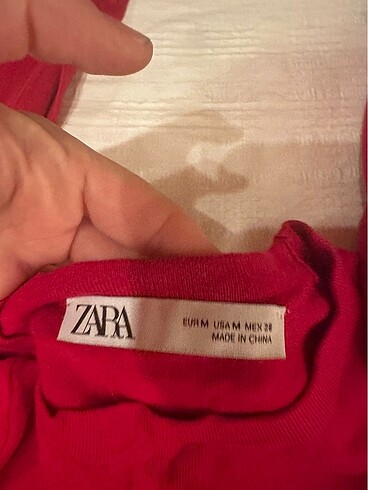 ZARA
EUR M USA M MEX 28
MADE IN CHINA